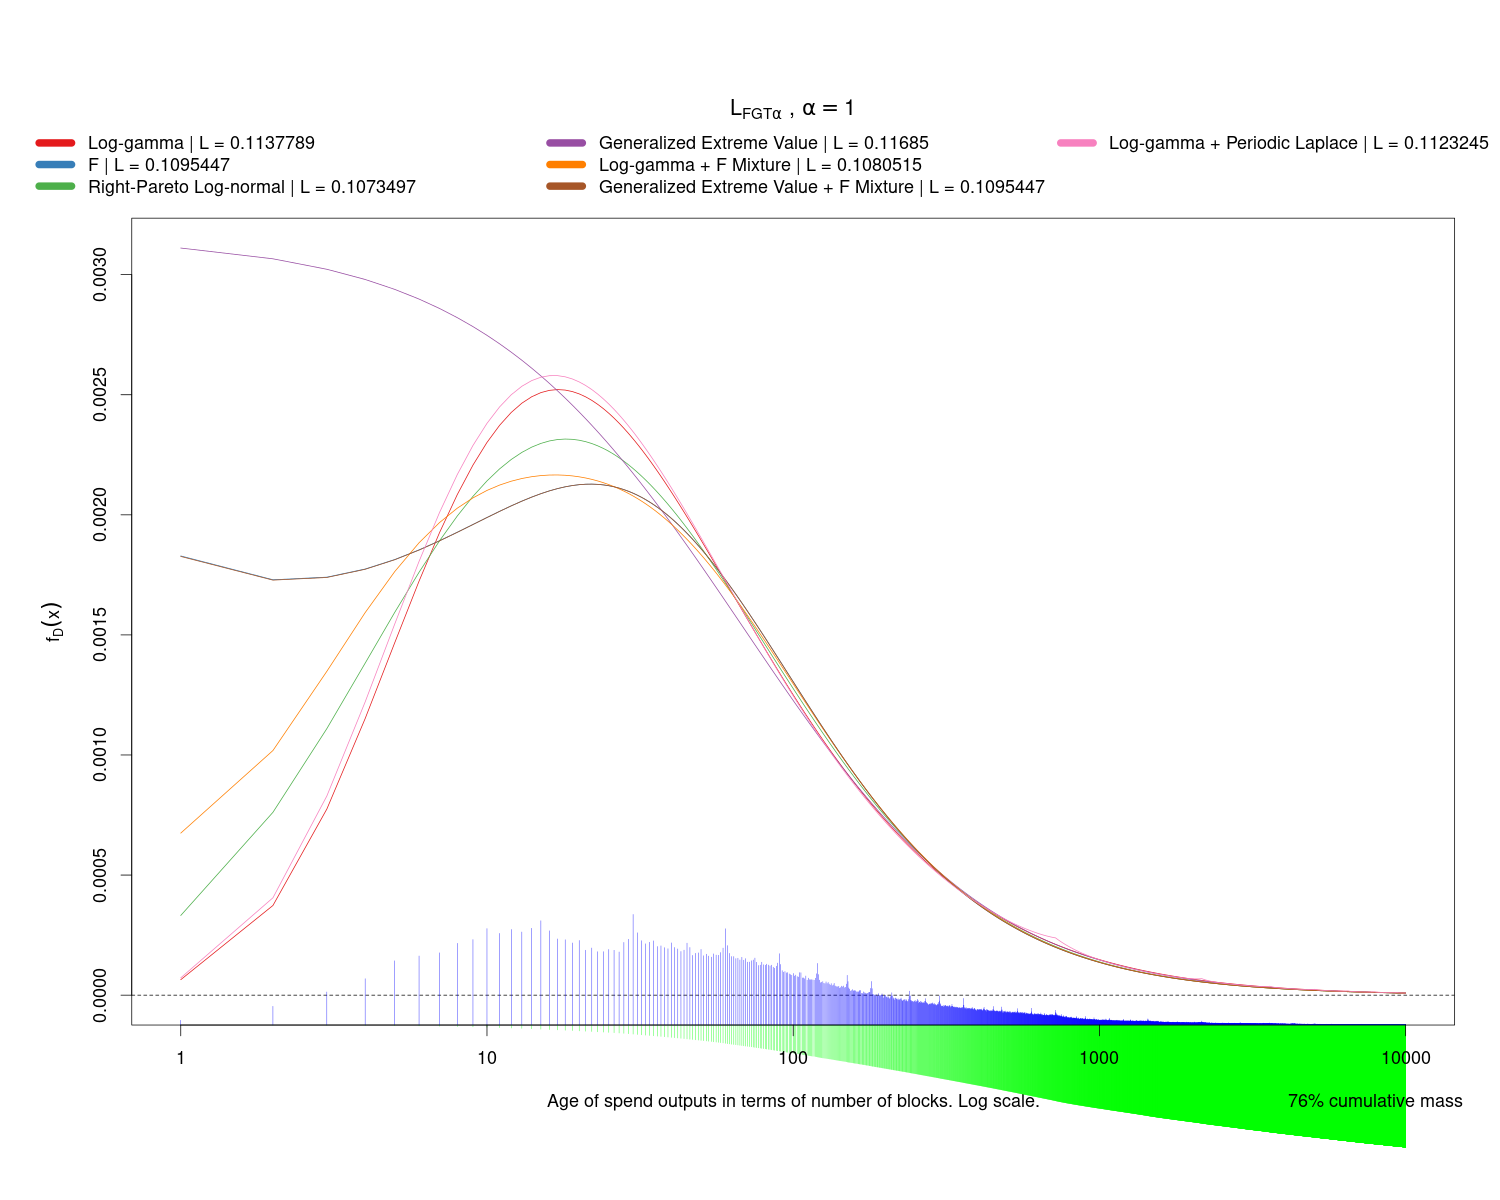 L_FGTα , α = 1
Log-gamma | L = 0.1137789
F | L = 0.1095447
Right-Pareto Log-normal | L = 0.1073497
Generalized Extreme Value | L = 0.11685
Log-gamma + F Mixture | L = 0.1080515
Generalized Extreme Value + F Mixture | L = 0.1095447
Log-gamma + Periodic Laplace | L = 0.1123245
f_D(x)
0.0030
0.0025
0.0020
0.0015
0.0010
0.0005
0.0000
1 10 100 1000 10000
Age of spend outputs in terms of number of blocks. Log scale.
76% cumulative mass